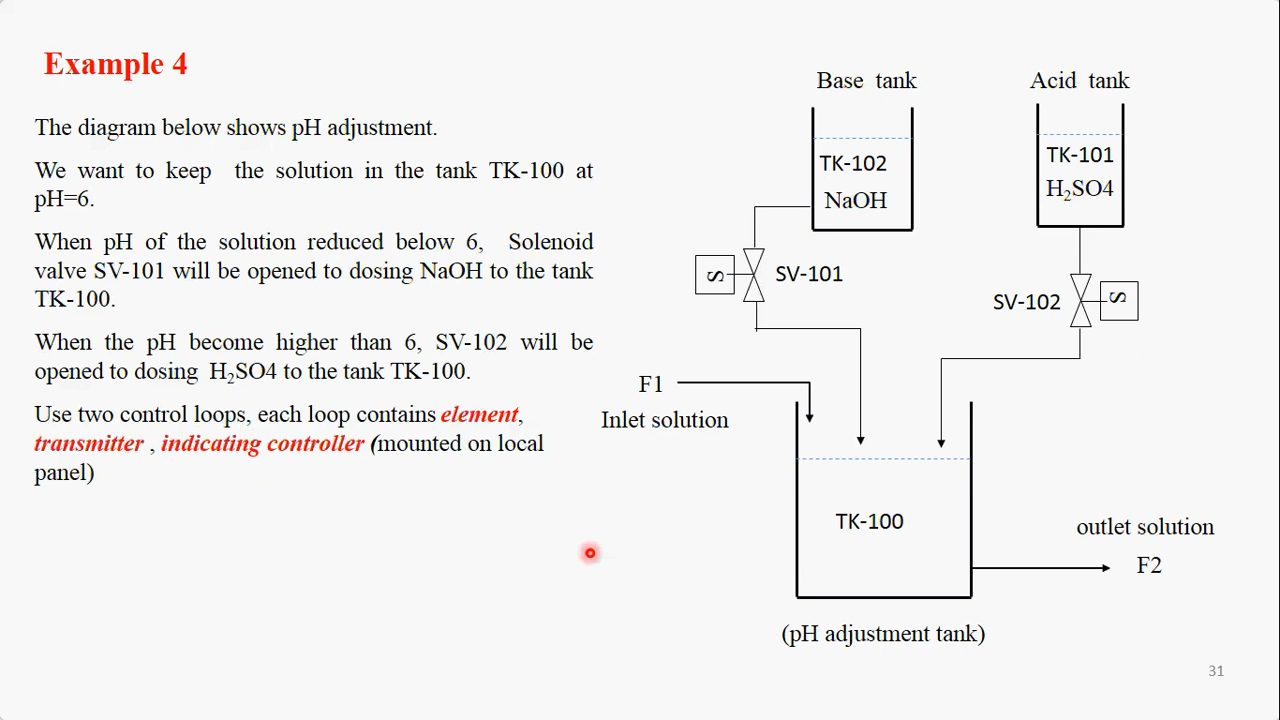 Example 4
The diagram below shows pH adjustment.
We want to keep the solution in the tank TK-100 at
pH=6.
When pH of the solution reduced below 6, Solenoid
valve SV-101 will be opened to dosing NaOH to the tank
TK-100.
When the pH become higher than 6, SV-102 will be
opened to dosing H₂SO4 to the tank TK-100.
Use two control loops, each loop contains element,
transmitter , indicating controller (mounted on local
panel)
Base tank
Acid tank
TK-102
NaOH
TK-101
H₂SO4
S
SV-101
SV-102
S
F1
Inlet solution
TK-100
outlet solution
F2
(pH adjustment tank)
31